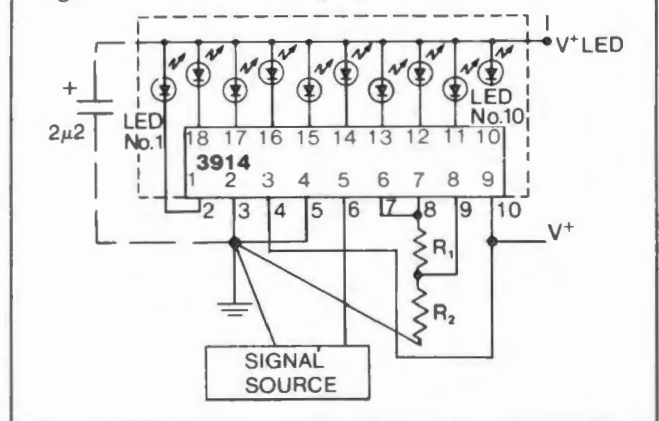 V⁺ LED
+
2μ2
LED
No.1
LED
No.10
18 17 16 15 14 13 12 11 10
3914
1 2 3 4 5 6 7 8 9
2 3 4 5 6 7 8 9 10
V⁺
R₁
R₂
SIGNAL
SOURCE